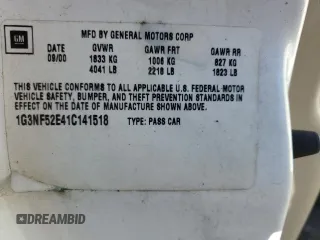 GM
MFD BY GENERAL MOTORS CORP
DATE GVWR GAWR FRT GAWR RR
09/00 1833 KG 1006 KG 827 KG
4041 LB 2218 LB 1823 LB
THIS VEHICLE CONFORMS TO ALL APPLICABLE U.S. FEDERAL MOTOR
VEHICLE SAFETY, BUMPER, AND THEFT PREVENTION STANDARDS IN
EFFECT ON THE DATE OF MANUFACTURE SHOWN ABOVE.
1G3NF52E41C141518 TYPE: PASS CAR
DREAMBID